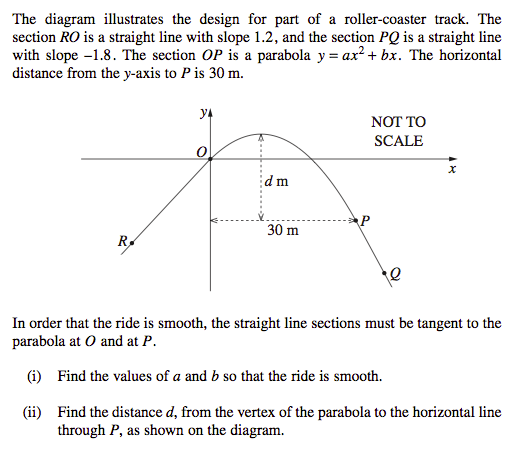 The diagram illustrates the design for part of a roller-coaster track. The
section RO is a straight line with slope 1.2, and the section PQ is a straight line
with slope −1.8. The section OP is a parabola y = ax² + bx. The horizontal
distance from the y-axis to P is 30 m.
y
NOT TO
SCALE
O
x
d m
P
30 m
R
Q
In order that the ride is smooth, the straight line sections must be tangent to the
parabola at O and at P.
(i) Find the values of a and b so that the ride is smooth.
(ii) Find the distance d, from the vertex of the parabola to the horizontal line
through P, as shown on the diagram.